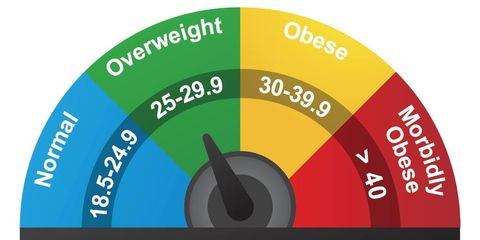 Normal
18.5-24.9
Overweight
25-29.9
Obese
30-39.9
Morbidly
Obese
> 40